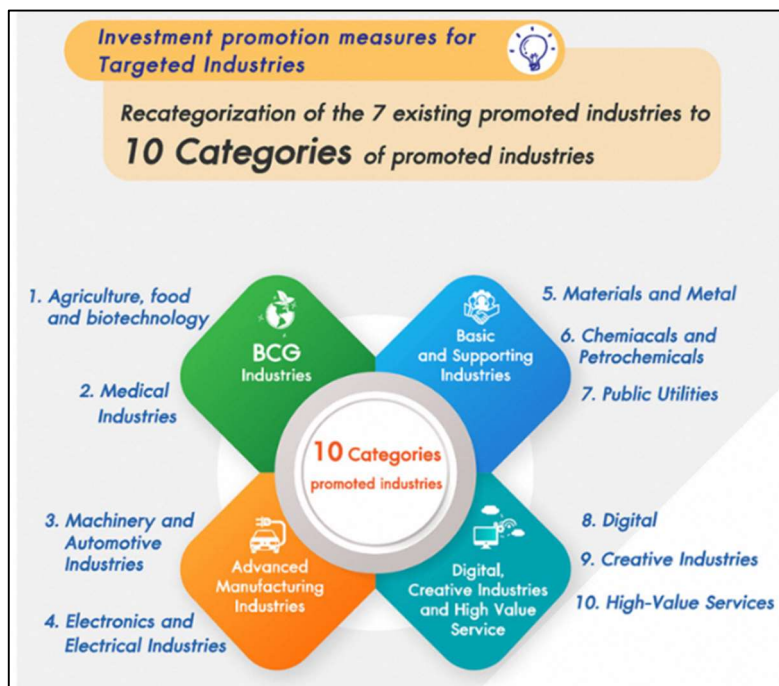 Investment promotion measures for
Targeted Industries
Recategorization of the 7 existing promoted industries to
10 Categories of promoted industries
1. Agriculture, food
and biotechnology
2. Medical
Industries
BCG
Industries
Basic
and Supporting
Industries
5. Materials and Metal
6. Chemiacals and
Petrochemicals
7. Public Utilities
10 Categories
promoted industries
3. Machinery and
Automotive
Industries
4. Electronics and
Electrical Industries
Advanced
Manufacturing
Industries
Digital,
Creative Industries
and High Value
Service
8. Digital
9. Creative Industries
10. High-Value Services